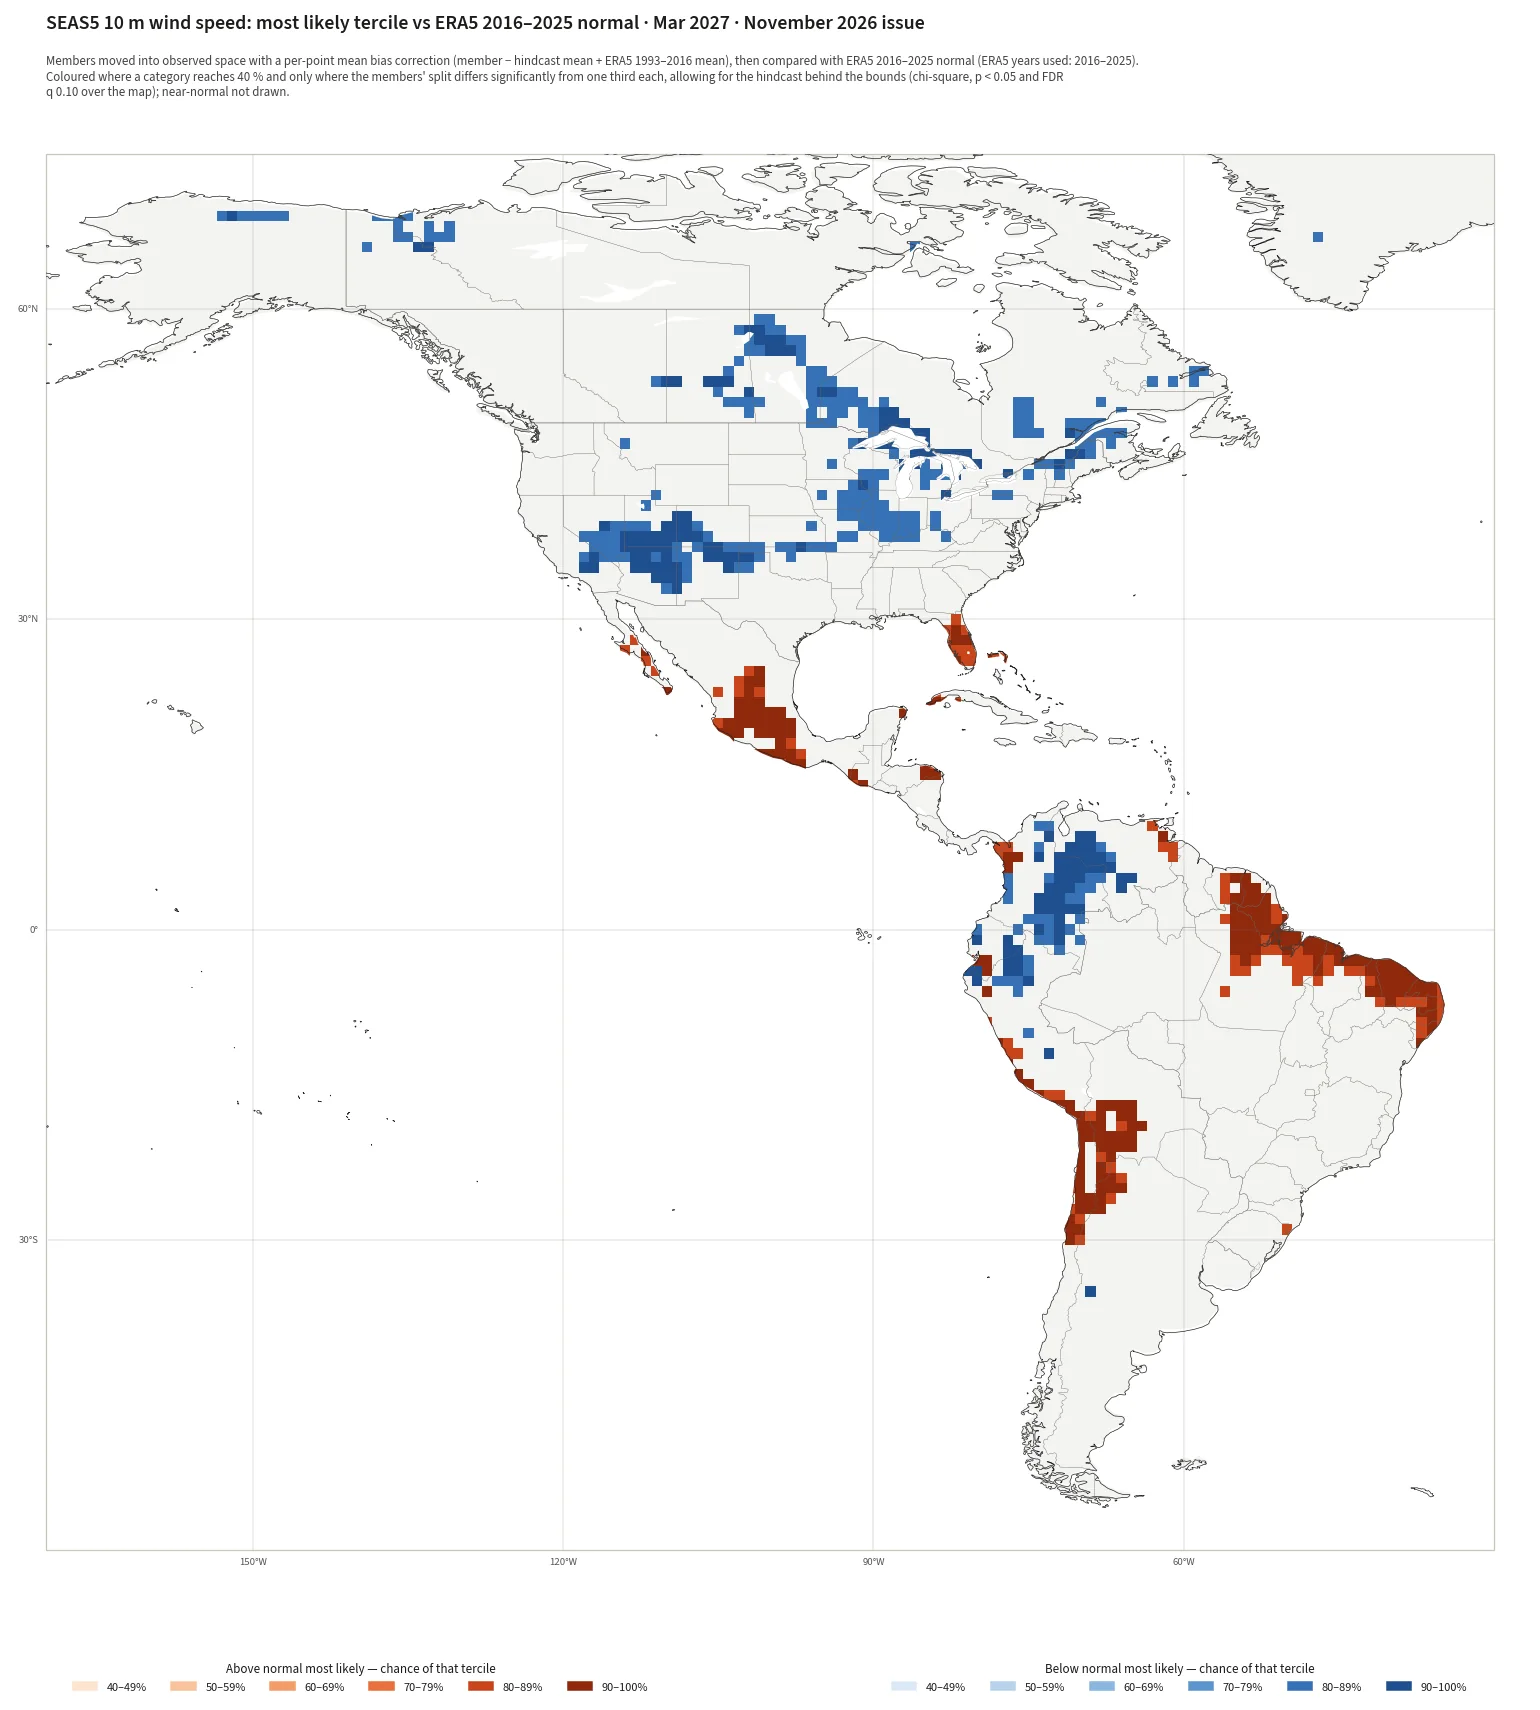 SEAS5 10 m wind speed: most likely tercile vs ERA5 2016–2025 normal · Mar 2027 · November 2026 issue
Members moved into observed space with a per-point mean bias correction (member − hindcast mean + ERA5 1993–2016 mean), then compared with ERA5 2016–2025 normal (ERA5 years used: 2016–2025).
Coloured where a category reaches 40 % and only where the members' split differs significantly from one third each, allowing for the hindcast behind the bounds (chi-square, p < 0.05 and FDR
q 0.10 over the map); near-normal not drawn.
60°N
30°N
0°
30°S
150°W 120°W 90°W 60°W
Above normal most likely — chance of that tercile
40–49% 50–59% 60–69% 70–79% 80–89% 90–100%
Below normal most likely — chance of that tercile
40–49% 50–59% 60–69% 70–79% 80–89% 90–100%